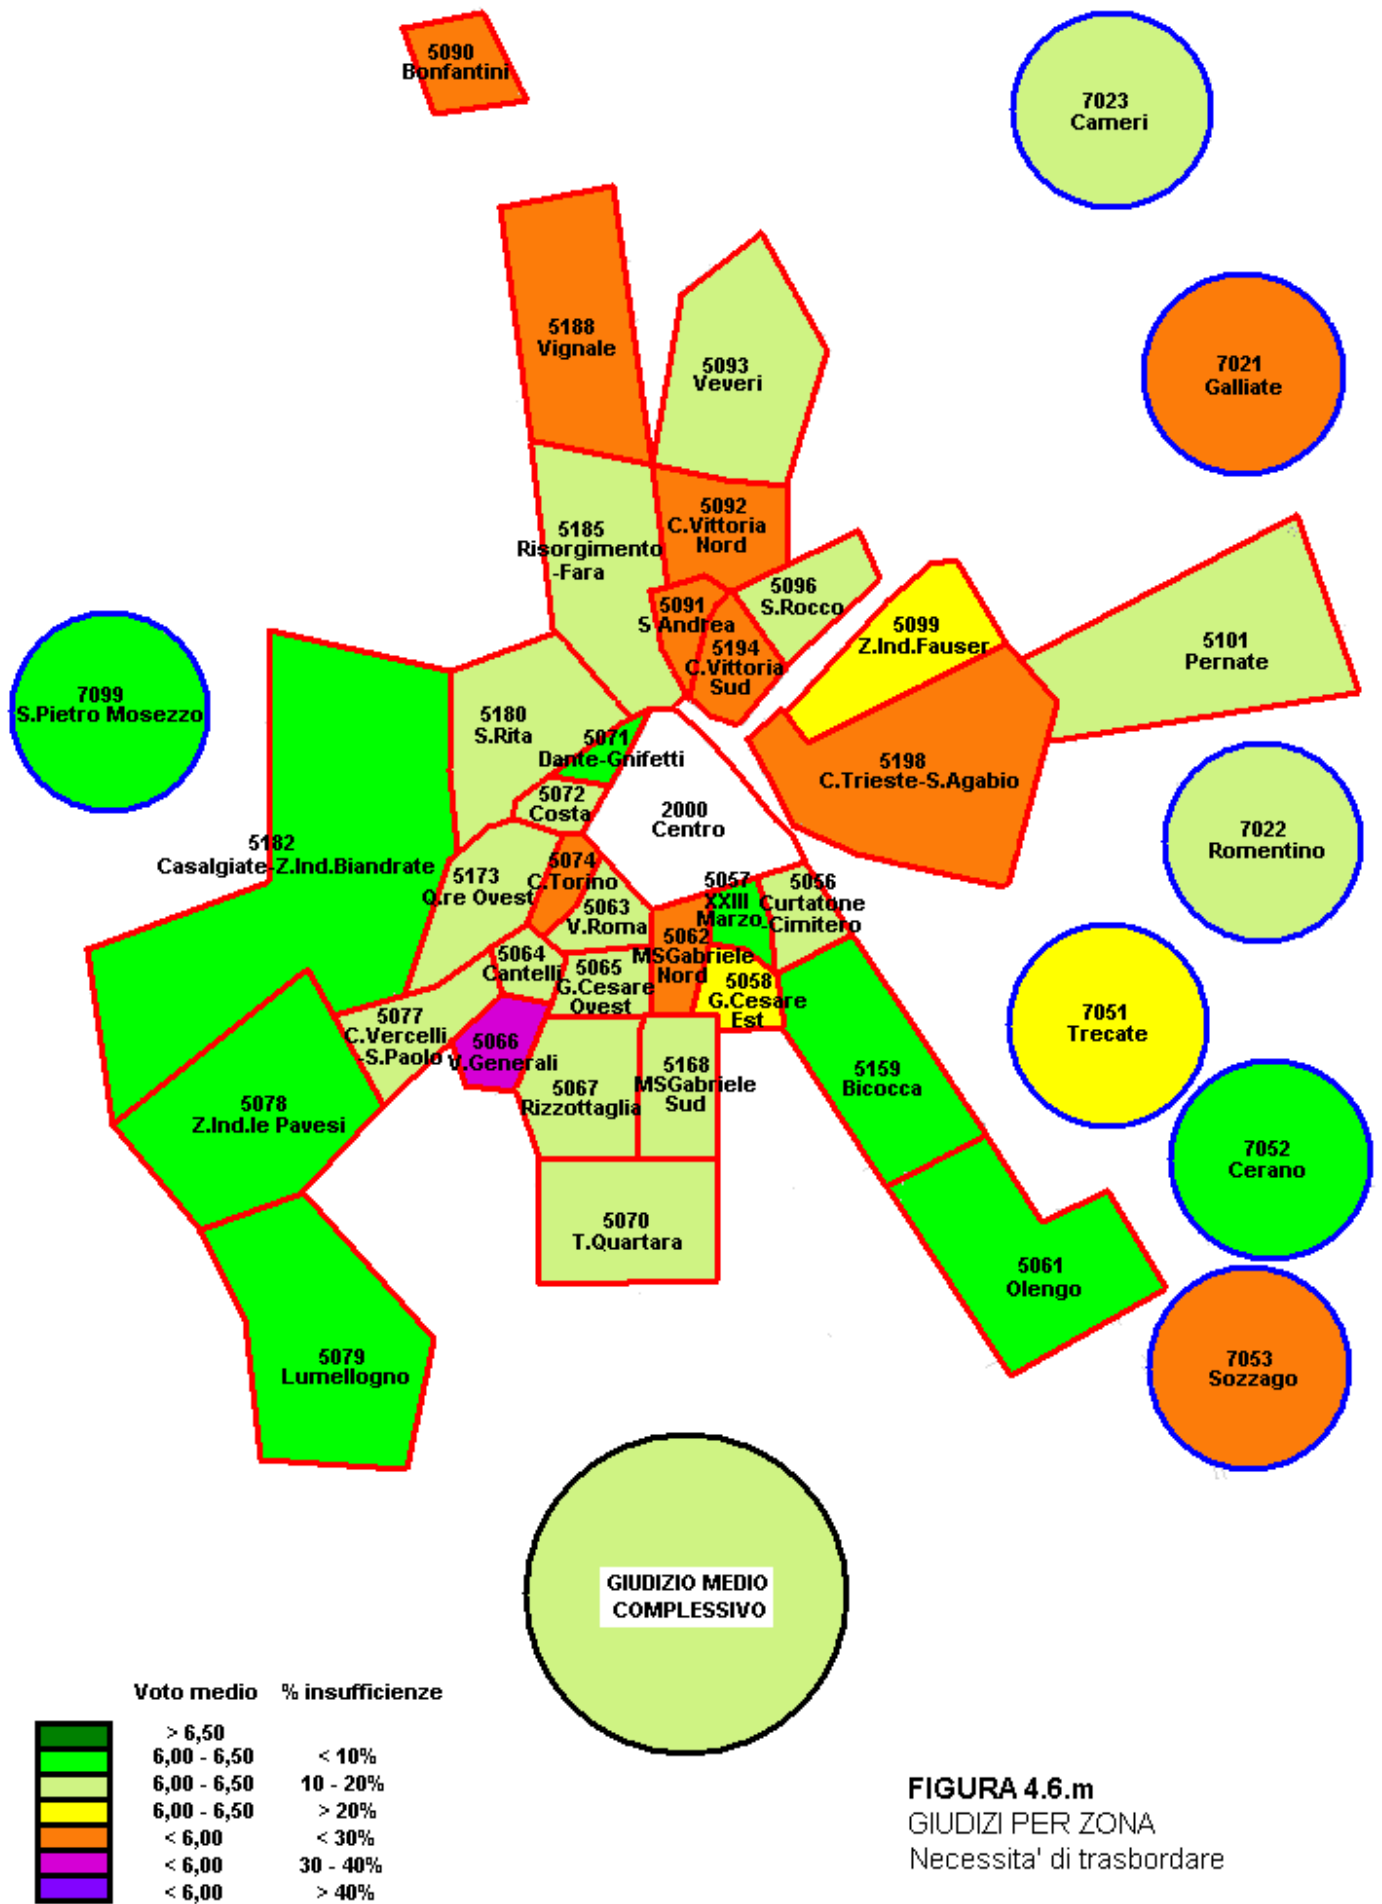 5090
Bonfantini
7023
Cameri
5188
Vignale
5093
Veveri
7021
Galliate
5092
C.Vittoria
Nord
5185
Risorgimento
-Fara
5096
S.Rocco
5091
S.Andrea
5194
C.Vittoria
Sud
5099
Z.Ind.Fauser
5101
Pernate
7099
S.Pietro Mosezzo
5180
S.Rita
5071
Dante-Gnifetti
5198
C.Trieste-S.Agabio
5072
Costa
2000
Centro
7022
Romentino
5182
Casalgiate-Z.Ind.Biandrate
5173
Q.re Ovest
5074
C.Torino
5063
V.Roma
5057
XXIII
Marzo
5056
Curtatone
-Cimitero
5064
Cantelli
5065
G.Cesare
Ovest
5062
MSGabriele
Nord
5058
G.Cesare
Est
7051
Trecate
5077
C.Vercelli
-S.Paolo
5066
V.Generali
5067
Rizzottaglia
5168
MSGabriele
Sud
5159
Bicocca
5078
Z.Ind.le Pavesi
7052
Cerano
5070
T.Quartara
5061
Olengo
5079
Lumellogno
7053
Sozzago
GIUDIZIO MEDIO
COMPLESSIVO
Voto medio % insufficienze
> 6,50
6,00 - 6,50 < 10%
6,00 - 6,50 10 - 20%
6,00 - 6,50 > 20%
< 6,00 < 30%
< 6,00 30 - 40%
< 6,00 > 40%
FIGURA 4.6.m
GIUDIZI PER ZONA
Necessita' di trasbordare